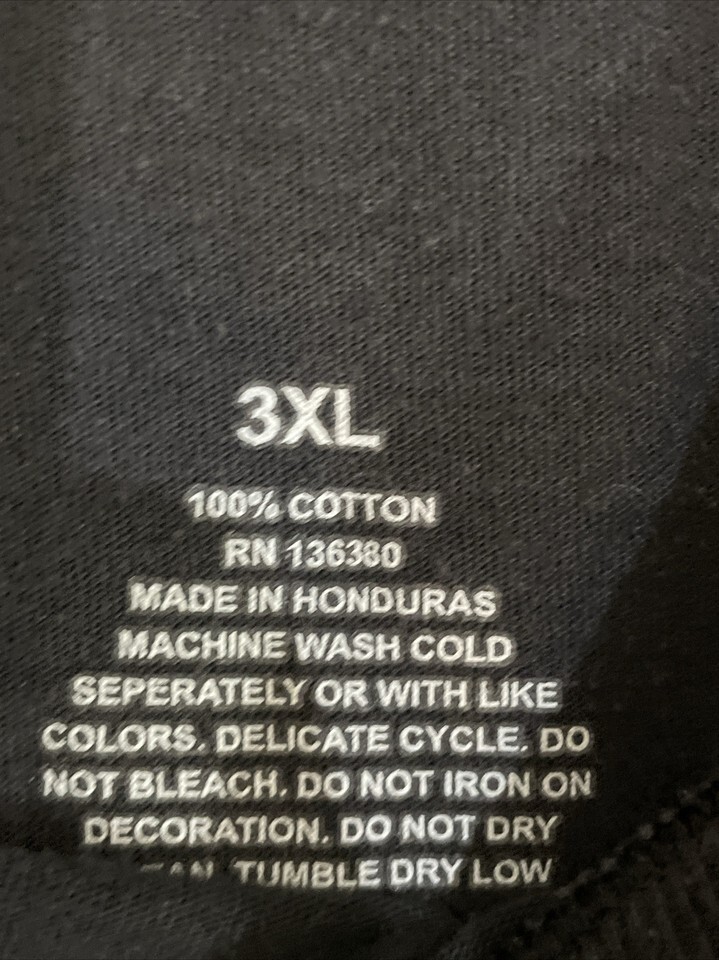 3XL
100% COTTON
RN 136380
MADE IN HONDURAS
MACHINE WASH COLD
SEPERATELY OR WITH LIKE
COLORS. DELICATE CYCLE. DO
NOT BLEACH. DO NOT IRON ON
DECORATION. DO NOT DRY
TUMBLE DRY LOW